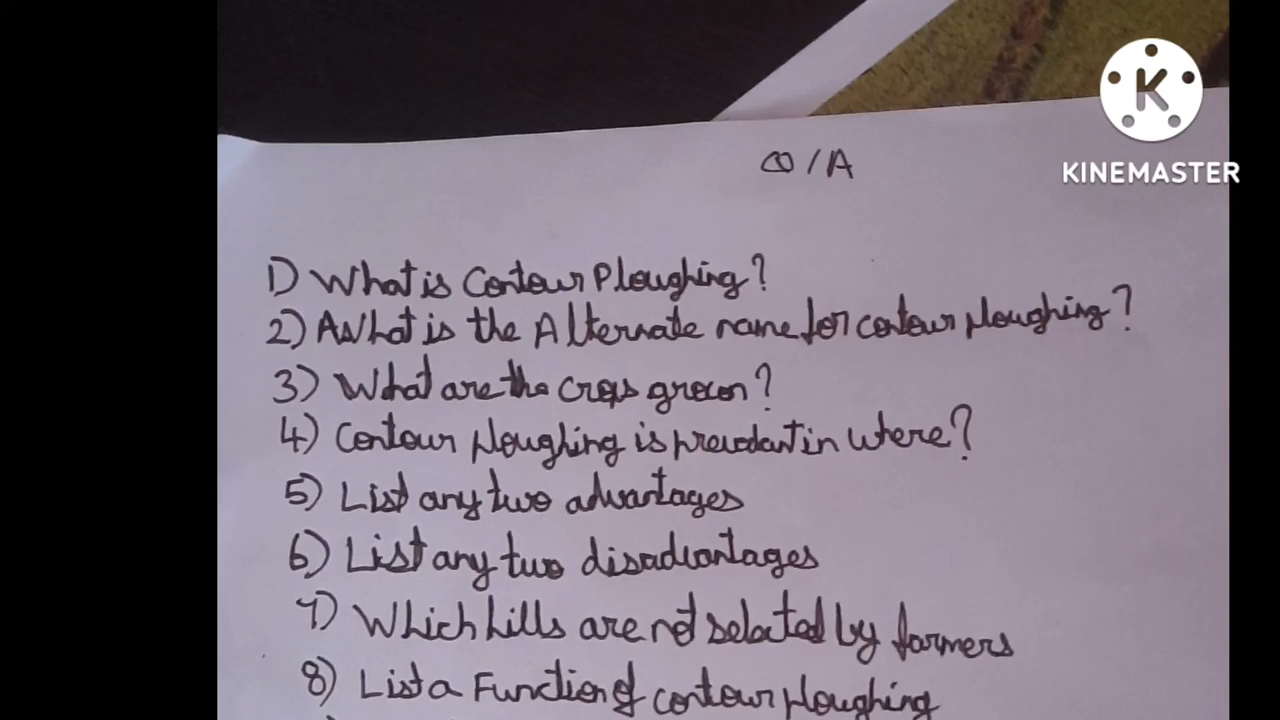 K
KINEMASTER
Q/A
1) What is Contour Ploughing?
2) What is the Alternate name for contour ploughing?
3) What are the crops grown?
4) Contour ploughing is in where?
5) List any two advantages
6) List any two disadvantages
7) Which hills are not selected by farmers
8) List a Function of contour ploughing